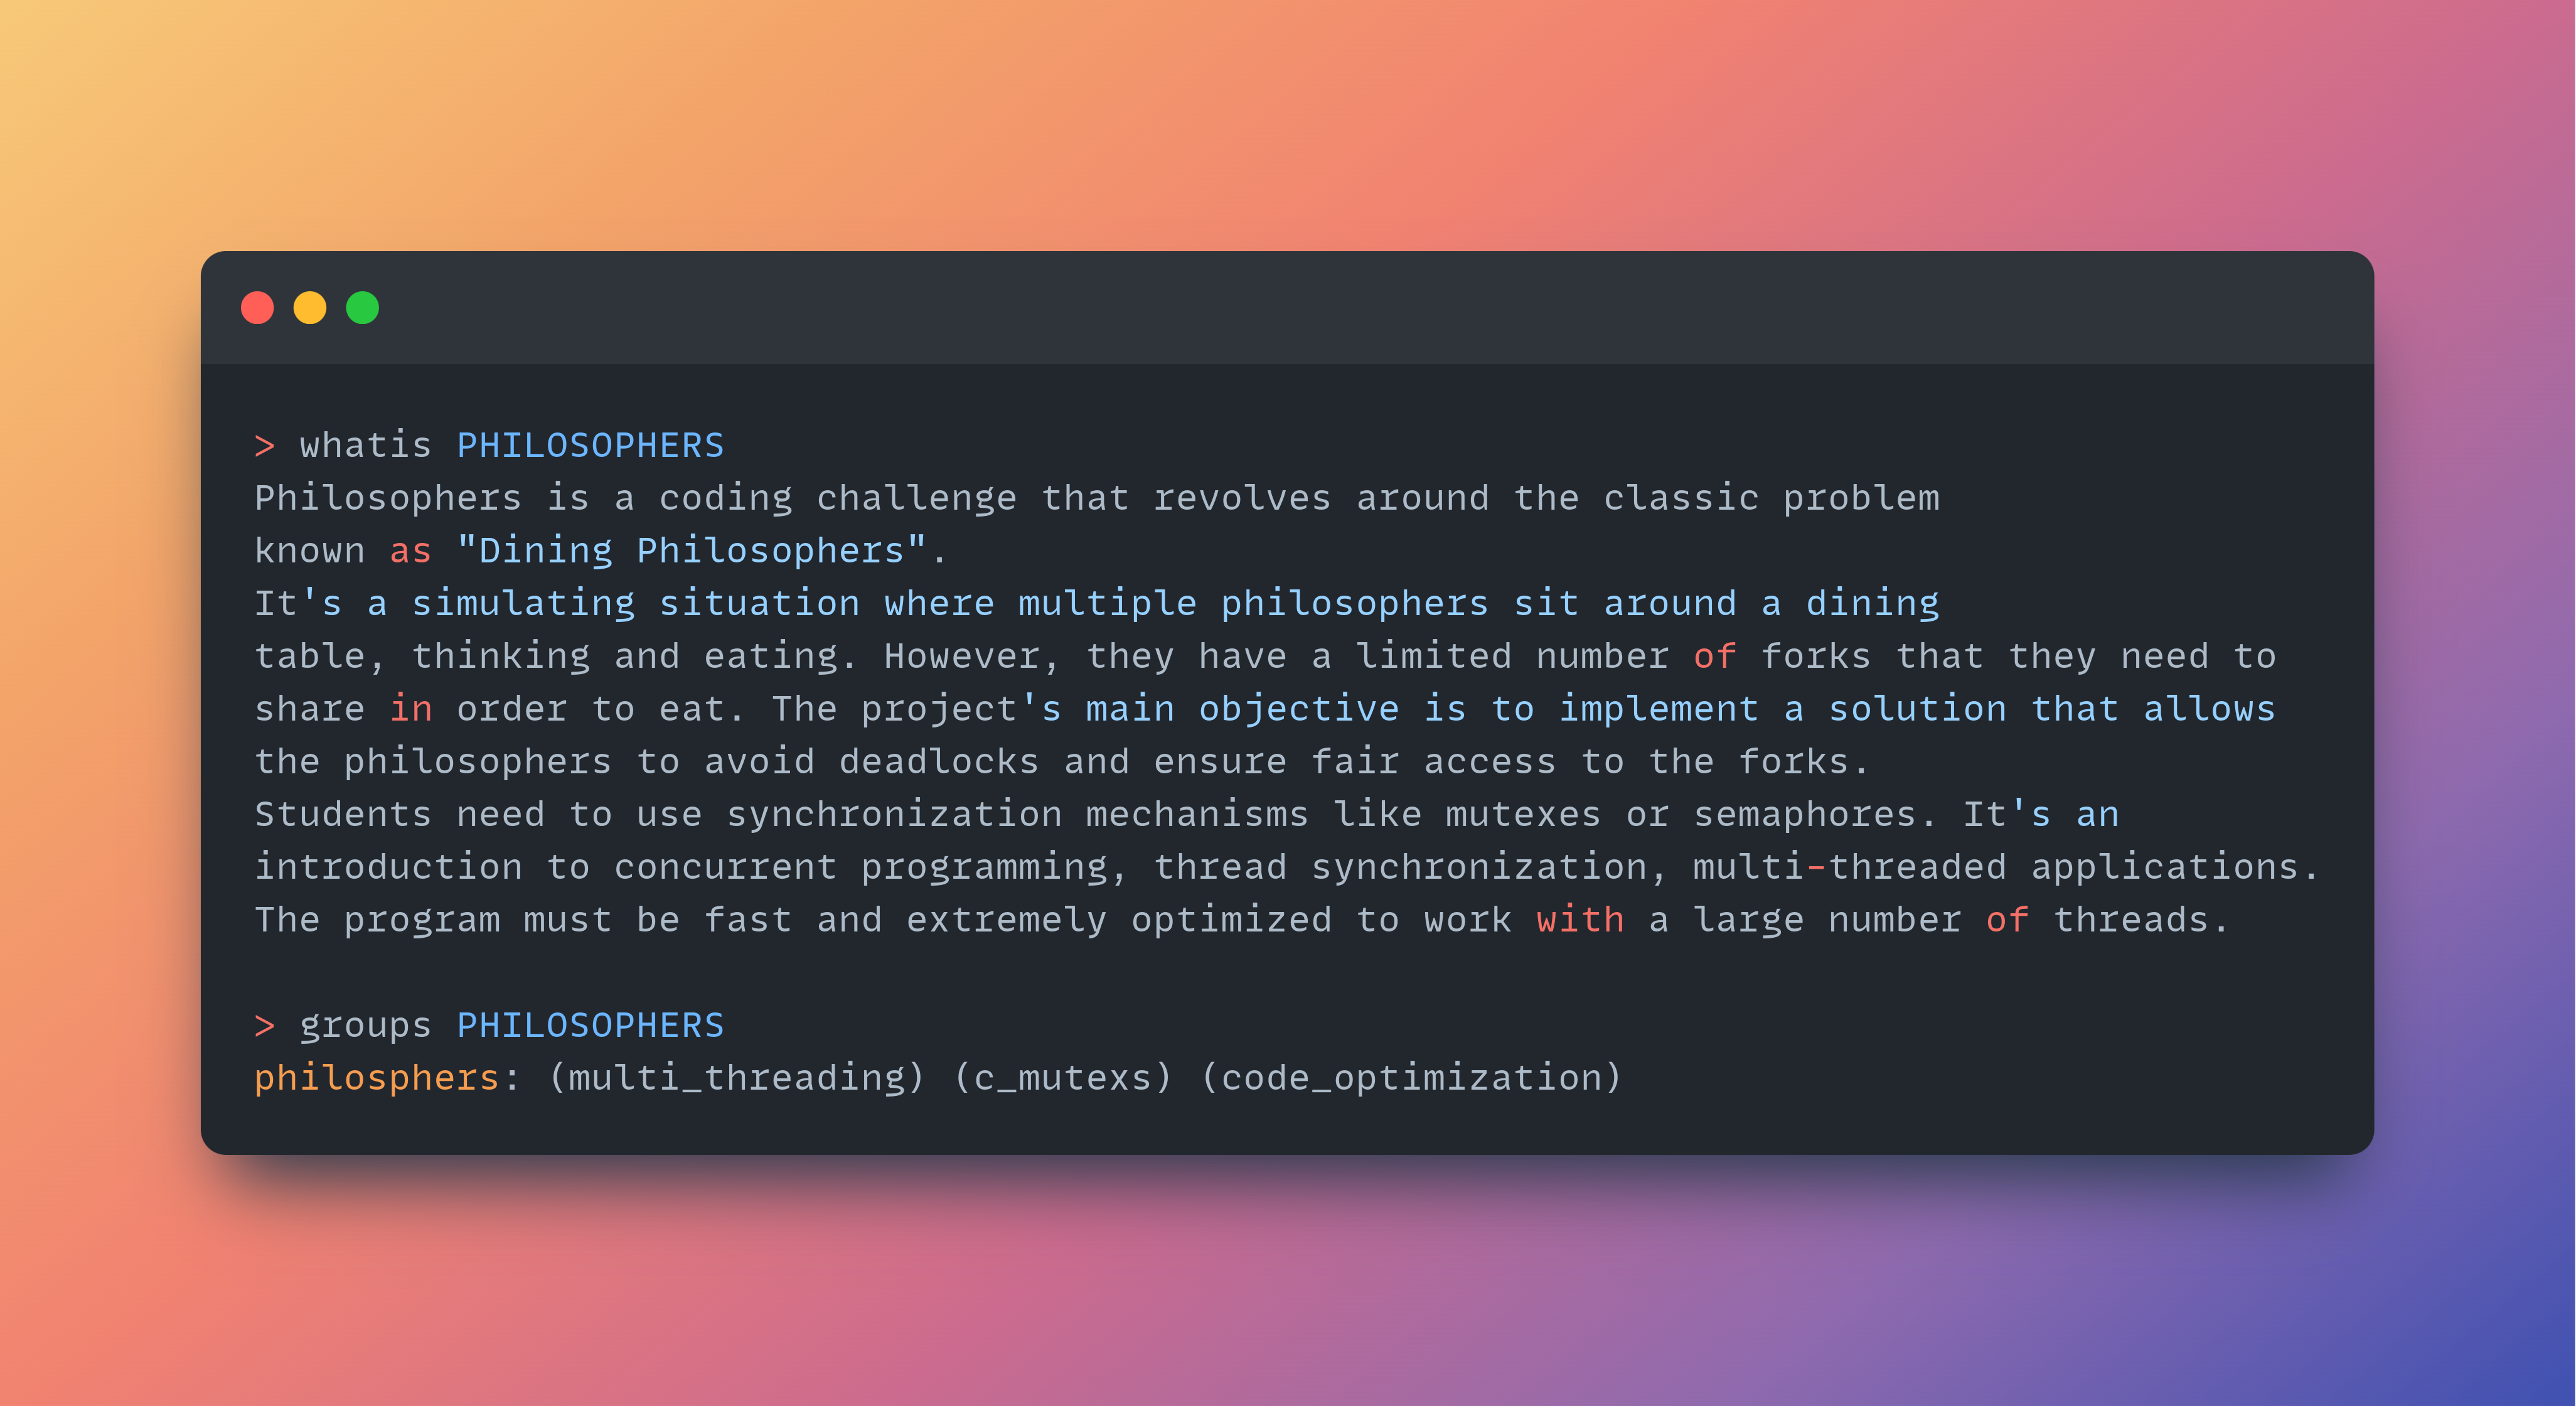 > whatis PHILOSOPHERS
Philosophers is a coding challenge that revolves around the classic problem
known as "Dining Philosophers".
It's a simulating situation where multiple philosophers sit around a dining
table, thinking and eating. However, they have a limited number of forks that they need to
share in order to eat. The project's main objective is to implement a solution that allows
the philosophers to avoid deadlocks and ensure fair access to the forks.
Students need to use synchronization mechanisms like mutexes or semaphores. It's an
introduction to concurrent programming, thread synchronization, multi-threaded applications.
The program must be fast and extremely optimized to work with a large number of threads.
> groups PHILOSOPHERS
philosphers: (multi_threading) (c_mutexs) (code_optimization)